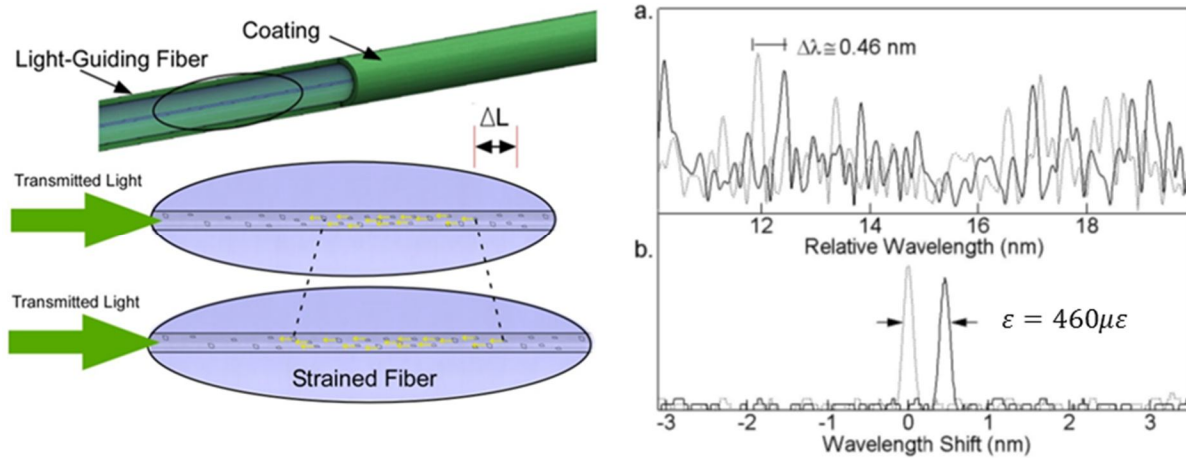 Coating
Light-Guiding Fiber
ΔL
Transmitted Light
Transmitted Light
Strained Fiber
a.
Δλ≅0.46 nm
12 14 16 18
Relative Wavelength (nm)
b.
ε = 460με
-3 -2 -1 0 1 2 3
Wavelength Shift (nm)